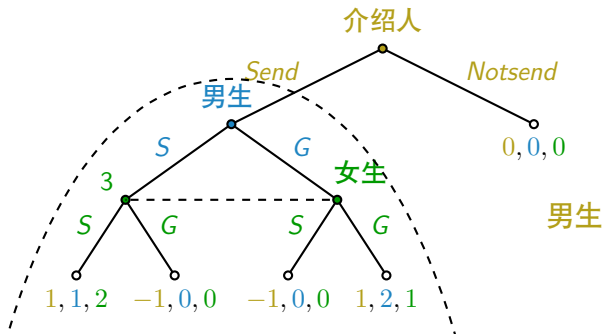 介绍人
Send
Notsend
男生
S
G
0, 0, 0
3
女生
S
G
S
G
男生
1, 1, 2
−1, 0, 0
−1, 0, 0
1, 2, 1